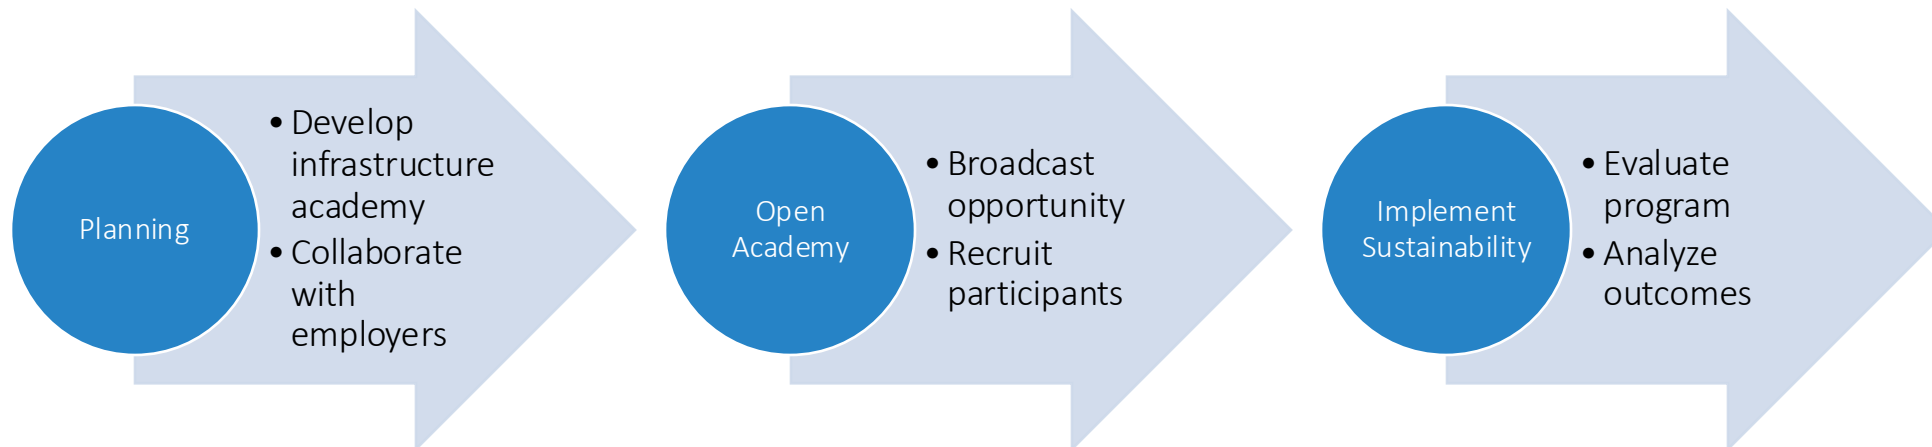 Planning
• Develop
infrastructure
academy
• Collaborate
with
employers
Open
Academy
• Broadcast
opportunity
• Recruit
participants
Implement
Sustainability
• Evaluate
program
• Analyze
outcomes